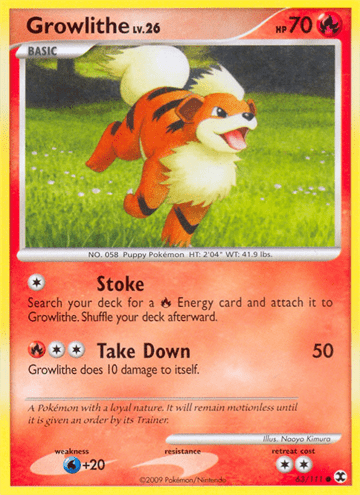 Growlithe LV.26 HP 70
BASIC
NO. 058 Puppy Pokémon HT: 2'04" WT: 41.9 lbs.
Stoke
Search your deck for a Energy card and attach it to
Growlithe. Shuffle your deck afterward.
Take Down 50
Growlithe does 10 damage to itself.
A Pokémon with a loyal nature. It will remain motionless until
it is given an order by its Trainer.
Illus. Naoyo Kimura
weakness resistance retreat cost
+20
©2009 Pokémon/Nintendo 63/111